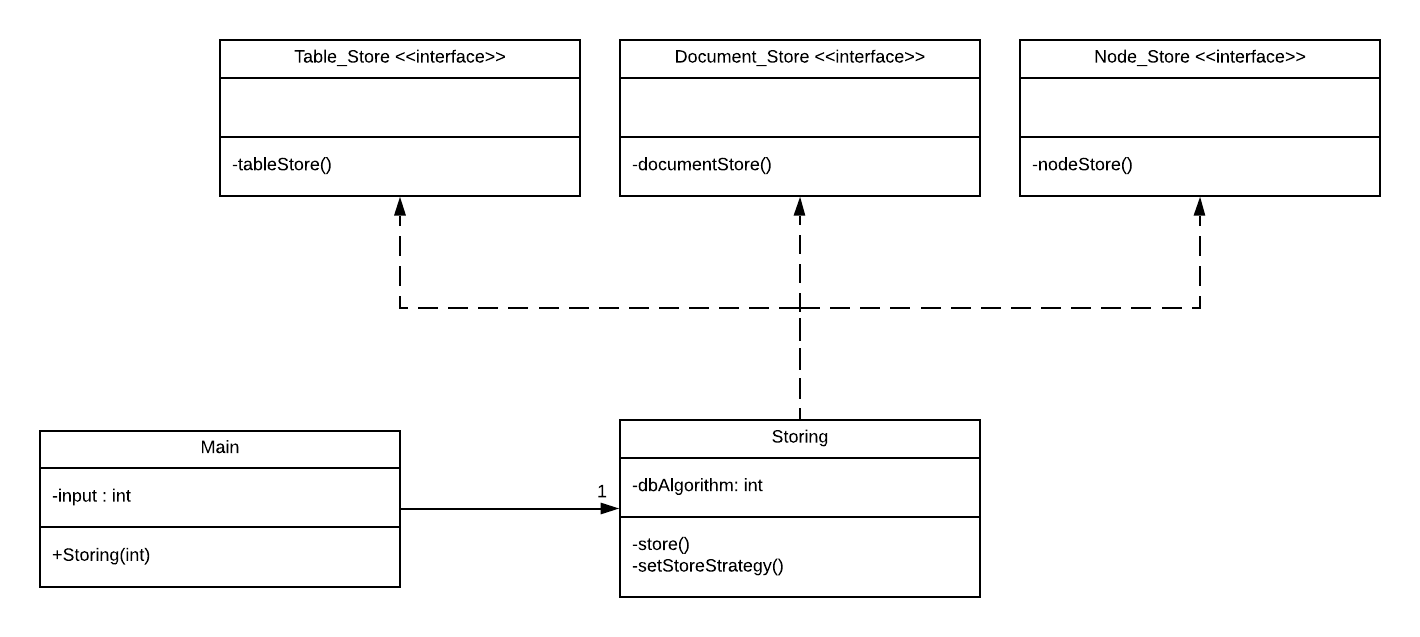 Table_Store <<interface>>
-tableStore()
Document_Store <<interface>>
-documentStore()
Node_Store <<interface>>
-nodeStore()
Main
-input : int
+Storing(int)
1
Storing
-dbAlgorithm: int
-store()
-setStoreStrategy()